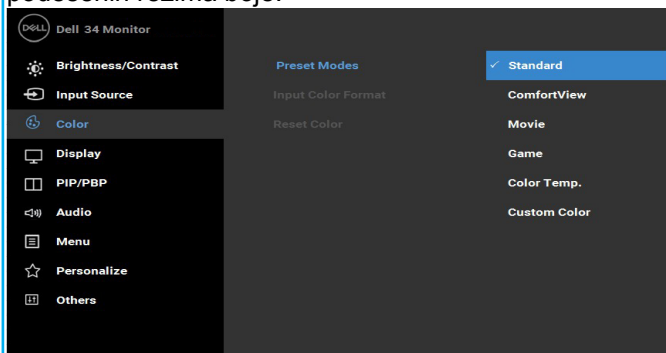 DELL Dell 34 Monitor
Brightness/Contrast
Input Source
Color
Display
PIP/PBP
Audio
Menu
Personalize
Others
Preset Modes
Input Color Format
Reset Color
Standard
ComfortView
Movie
Game
Color Temp.
Custom Color